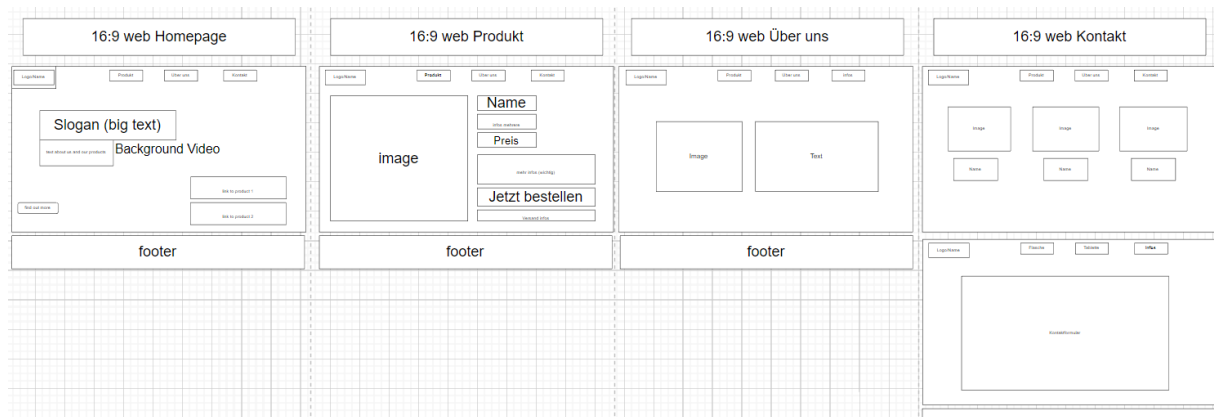 16:9 web Homepage
Logo/Name
Produkt
Über uns
Kontakt
Slogan (big text)
text about us and our products
Background Video
link to product 1
find out more
link to product 2
footer
16:9 web Produkt
Logo/Name
Produkt
Über uns
Kontakt
image
Name
Infos mehrere
Preis
mehr infos (wichtig)
Jetzt bestellen
Versand infos
footer
16:9 web Über uns
Logo/Name
Produkt
Über uns
Infos
Image
Text
footer
16:9 web Kontakt
Logo/Name
Produkt
Über uns
Kontakt
Image
Image
Image
Name
Name
Name
Logo/Name
Flasche
Tablette
Infus
Kontaktformular